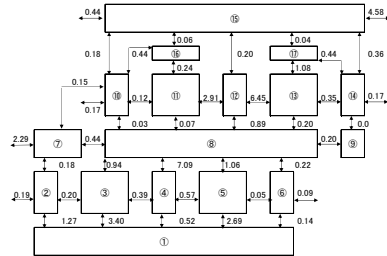 0.44 ⑮ 4.58
0.06 0.04
0.18 0.44 ⑯ 0.20 ⑰ 0.44 0.36
0.24 1.08
0.15
⑩ 0.12 ⑪ 2.91 ⑫ 6.45 ⑬ 0.35 ⑭ 0.17
0.17
0.03 0.07 0.89 0.20 0.0
2.29 ⑦ 0.44 ⑧ 0.20 ⑨
0.18 0.94 7.09 1.06 0.22
0.19 ② 0.20 ③ 0.39 ④ 0.57 ⑤ 0.05 ⑥ 0.09
1.27 3.40 0.52 2.69 0.14
①